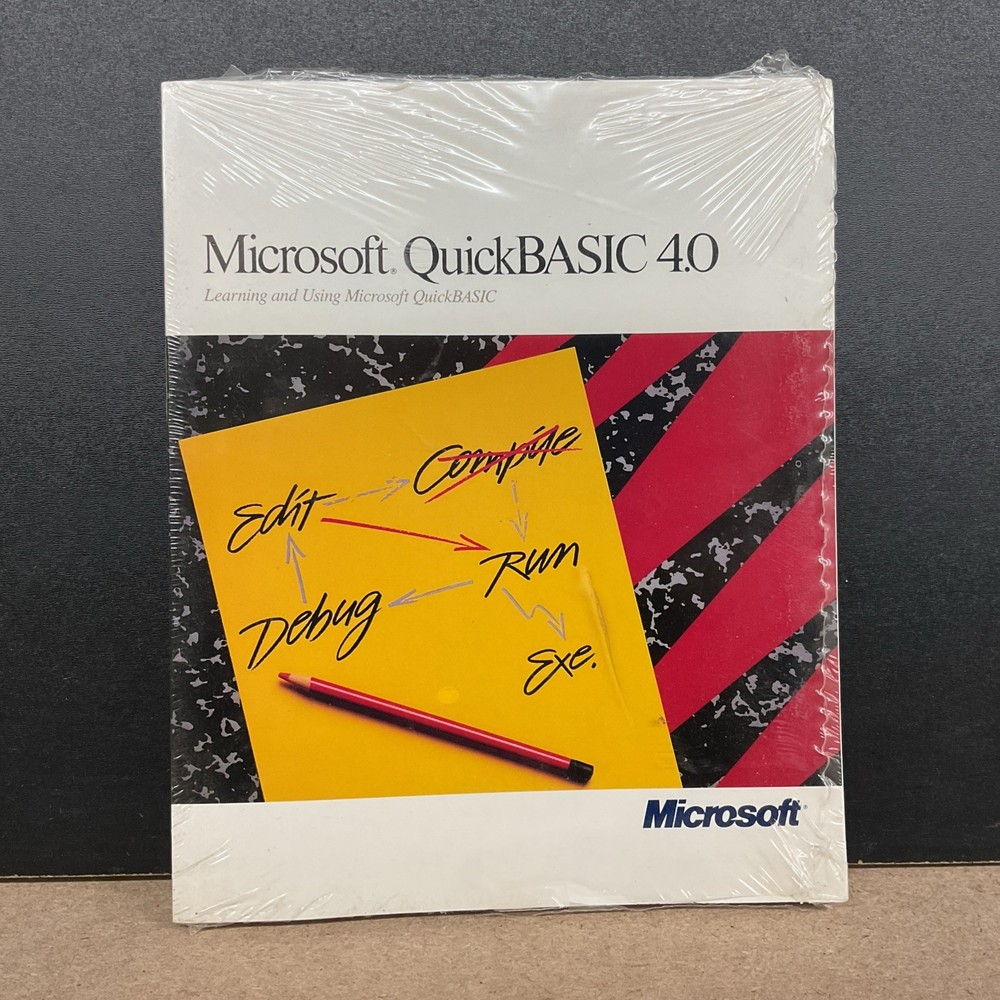 Microsoft® QuickBASIC 4.0
Learning and Using Microsoft QuickBASIC
Compile
Edit
Run
Debug
Exe.
Microsoft®